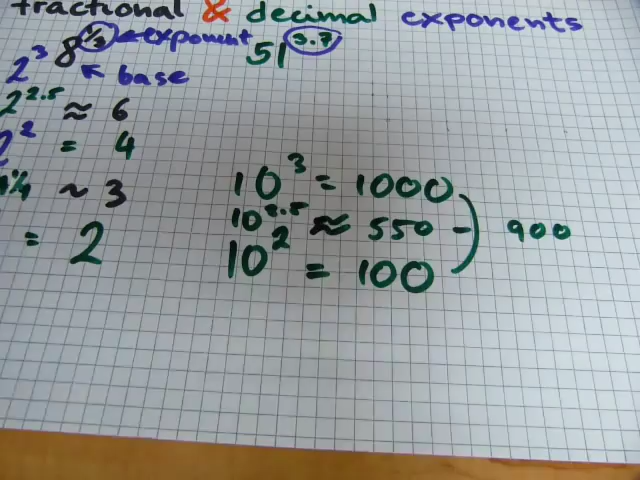 fractional & decimal exponents
8^(1/3) ← exponent 51^(3.7)
2^3 ↖ base
2^(2.5) ≈ 6
2^2 = 4
~ 3
= 2
10^3 = 1000
10^(2.5) ≈ 550 - 900
10^2 = 100